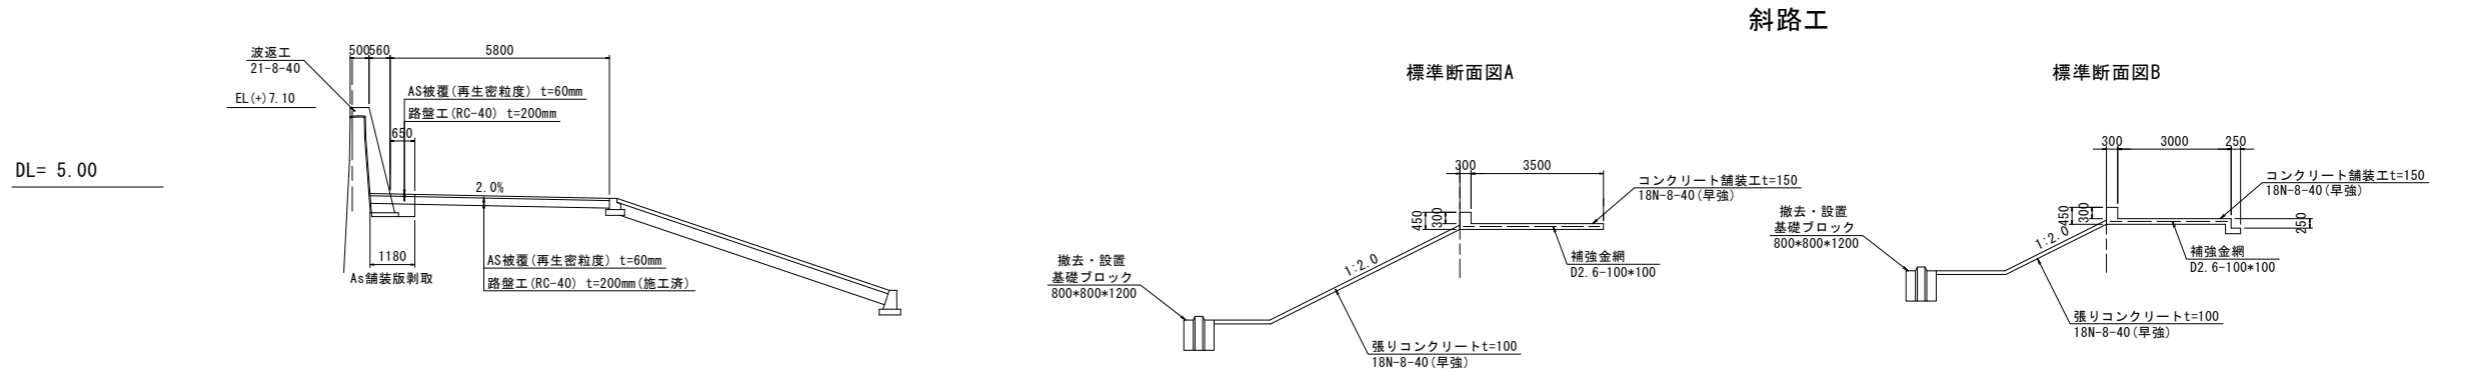 斜路工
波返工
21-8-40
EL(+)7.10
500
560
5800
AS被覆(再生密粒度) t=60mm
路盤工(RC-40) t=200mm
650
DL= 5.00
2.0%
1180
As舗装版剥取
AS被覆(再生密粒度) t=60mm
路盤工(RC-40) t=200mm(施工済)
標準断面図A
300
3500
コンクリート舗装工t=150
18N-8-40(早強)
450
300
撤去・設置
基礎ブロック
800*800*1200
1:2.0
補強金網
D2.6-100*100
張りコンクリートt=100
18N-8-40(早強)
標準断面図B
300
3000
250
コンクリート舗装工t=150
18N-8-40(早強)
450
300
250
撤去・設置
基礎ブロック
800*800*1200
1:2.0
補強金網
D2.6-100*100
張りコンクリートt=100
18N-8-40(早強)